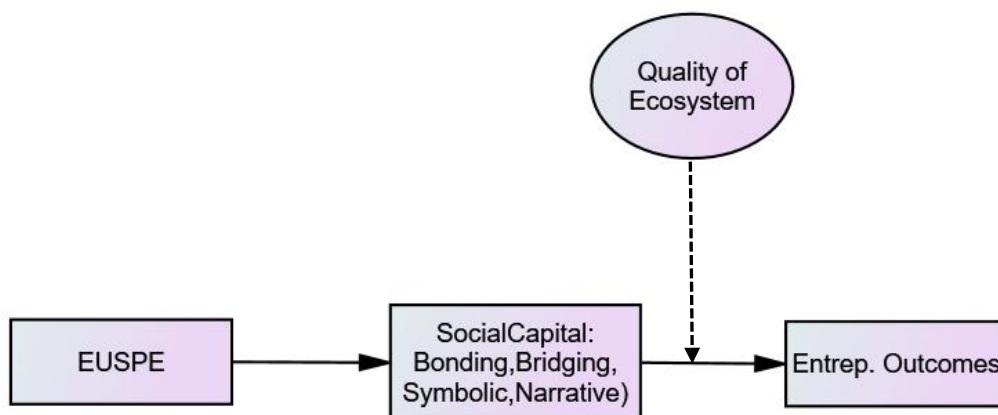 Quality of
Ecosystem
EUSPE
SocialCapital:
Bonding,Bridging,
Symbolic,Narrative)
Entrep. Outcomes